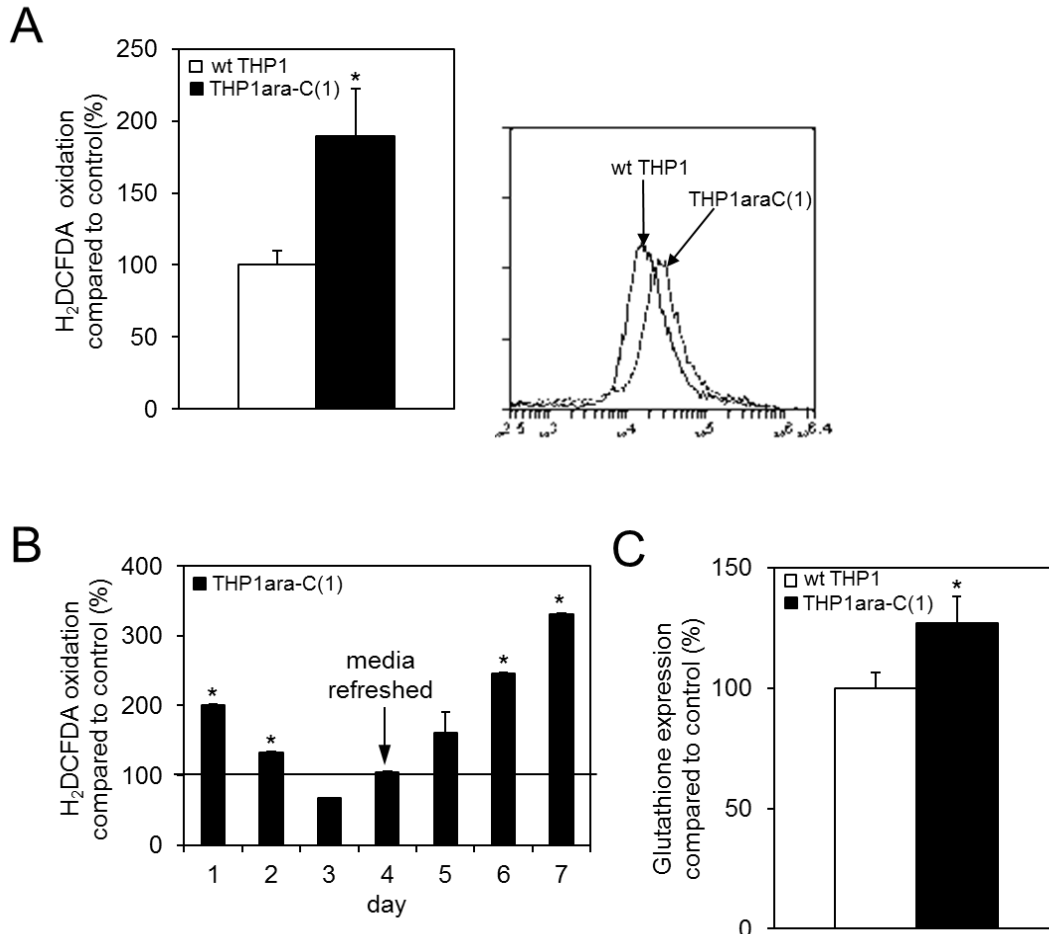 A
H₂DCFDA oxidation
compared to control(%)
250
200
150
100
50
0
wt THP1
THP1ara-C(1)
*
wt THP1
THP1araC(1)
10⁴
10⁵
B
H₂DCFDA oxidation
compared to control (%)
400
300
200
100
0
THP1ara-C(1)
media
refreshed
*
*
*
*
1 2 3 4 5 6 7
day
C
Glutathione expression
compared to control (%)
150
100
50
0
wt THP1
THP1ara-C(1)
*